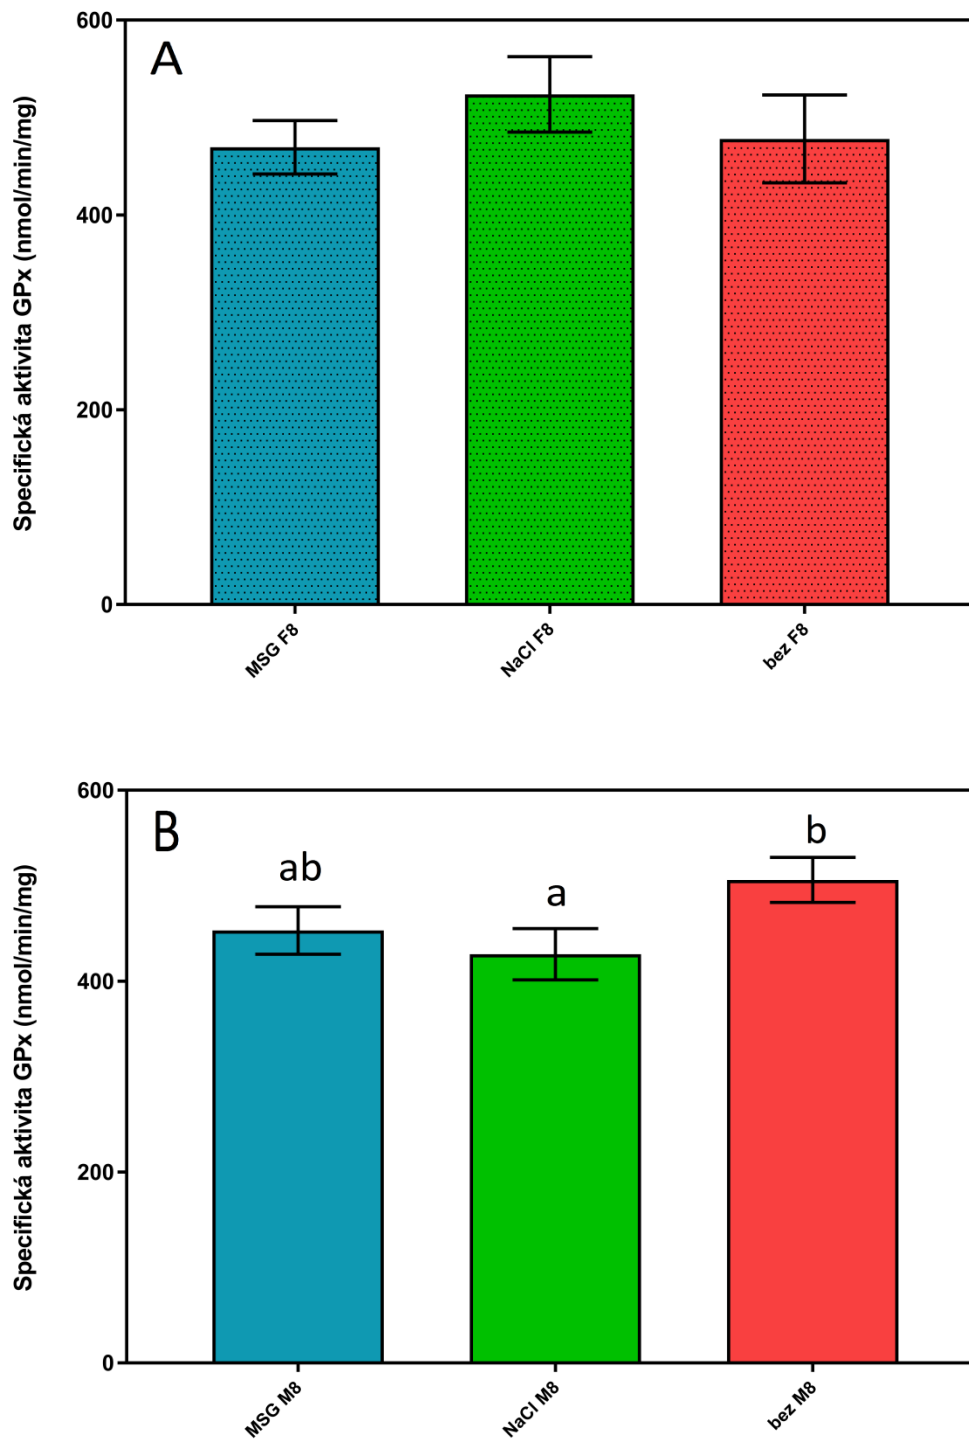 A
Specifická aktivita GPx (nmol/min/mg)
600
400
200
0
MSG F8
NaCl F8
bez F8
B
Specifická aktivita GPx (nmol/min/mg)
600
400
200
0
ab
a
b
MSG M8
NaCl M8
bez M8